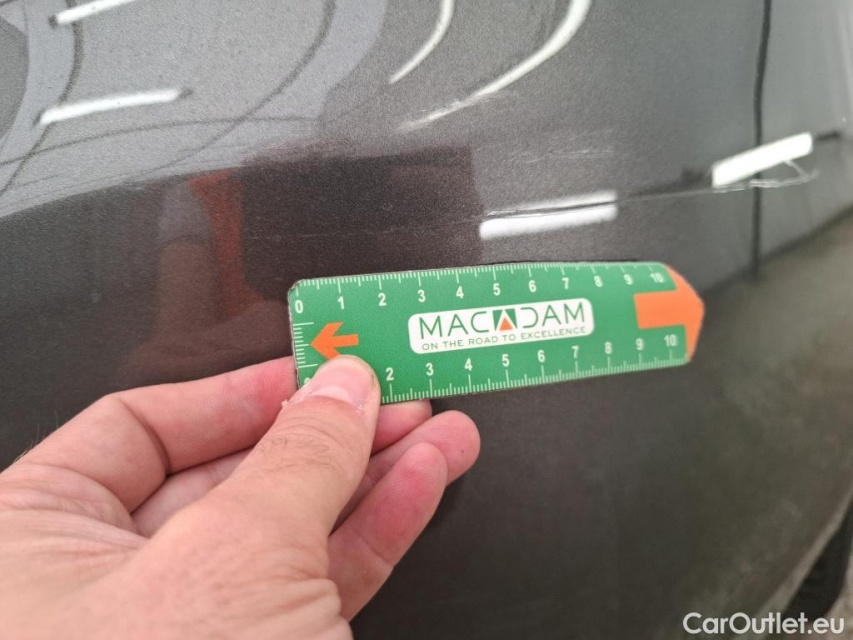 0 1 2 3 4 5 6 7 8 9 10
MACADAM
ON THE ROAD TO EXCELLENCE
2 3 4 5 6 7 8 9 10
CarOutlet.eu